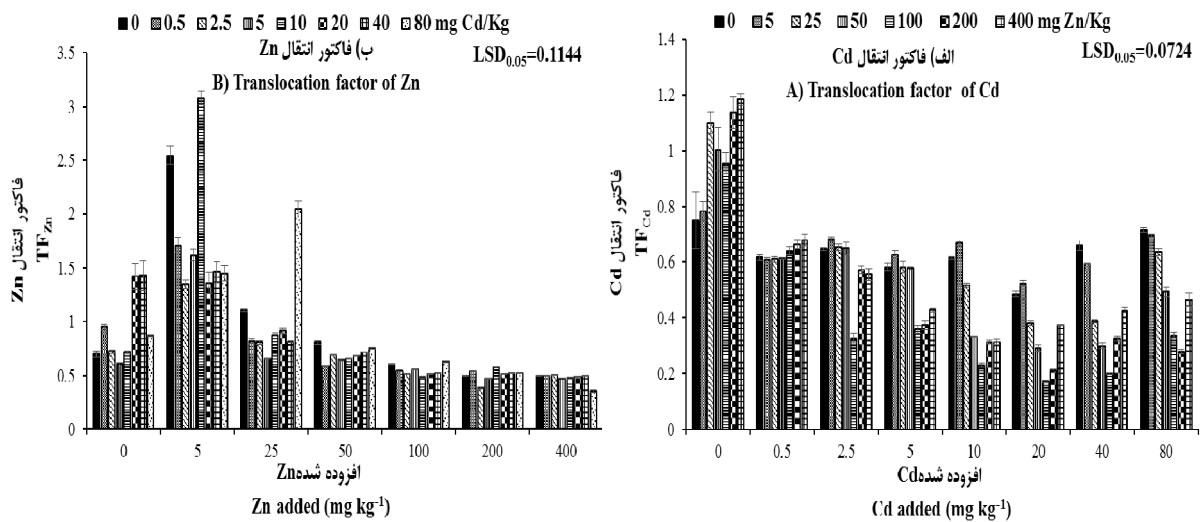 0 0.5 2.5 5 10 20 40 80 mg Cd/Kg
ب) فاکتور انتقال Zn
LSD0.05=0.1144
B) Translocation factor of Zn
فاکتور انتقال Zn
TFZn
3.5
3
2.5
2
1.5
1
0.5
0
0 5 25 50 100 200 400
Zn افزوده شده
Zn added (mg kg-1)
0 5 25 50 100 200 400 mg Zn/Kg
الف) فاکتور انتقال Cd
LSD0.05=0.0724
A) Translocation factor of Cd
فاکتور انتقال Cd
TFCd
1.4
1.2
1
0.8
0.6
0.4
0.2
0
0 0.5 2.5 5 10 20 40 80
Cd افزوده شده
Cd added (mg kg-1)